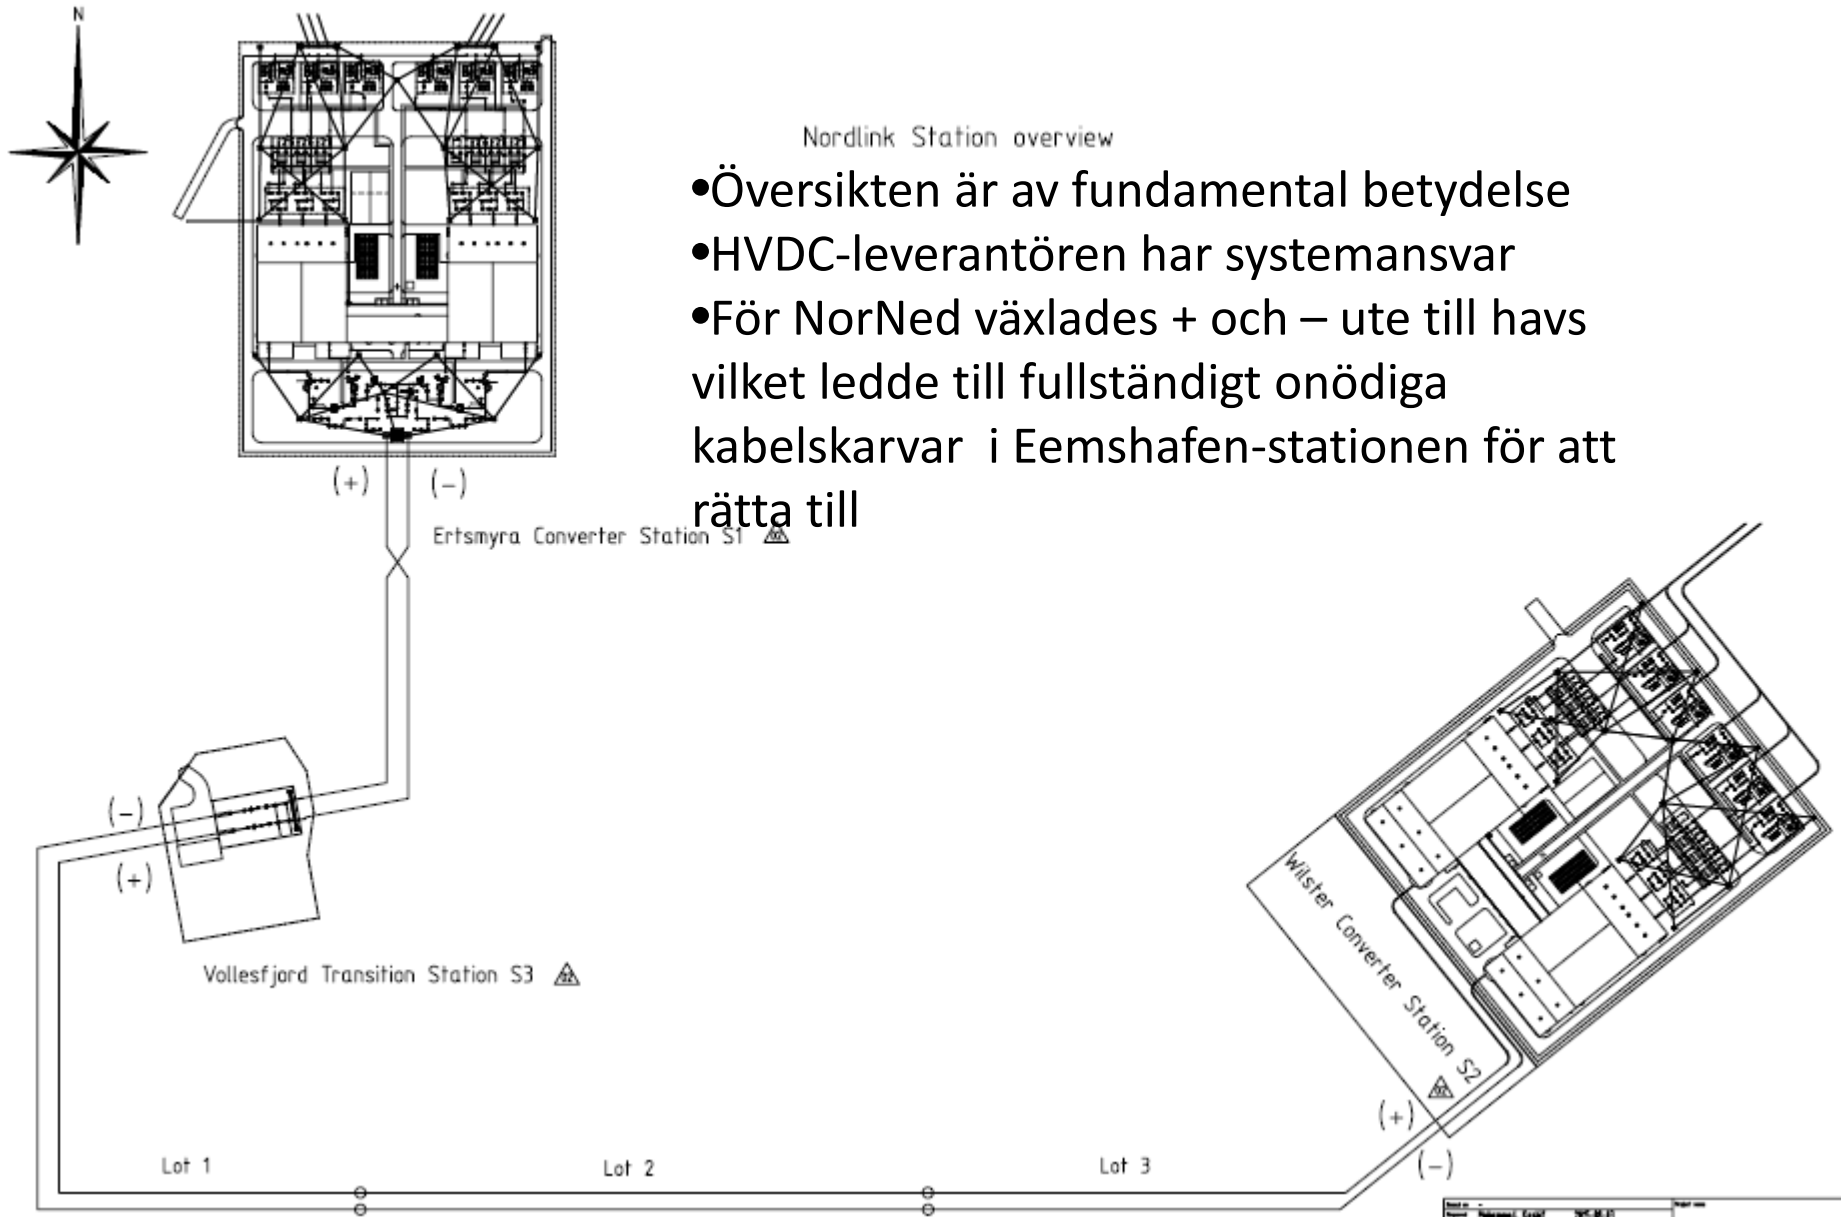 N
Nordlink Station overview
•Översikten är av fundamental betydelse
•HVDC-leverantören har systemansvar
•För NorNed växlades + och – ute till havs
vilket ledde till fullständigt onödiga
kabelskarvar i Eemshafen-stationen för att
rätta till
(+) (-)
Ertsmyra Converter Station S1
(-)
(+)
Vollesfjord Transition Station S3
Wilster Converter Station S2
(+)
(-)
Lot 1 Lot 2 Lot 3